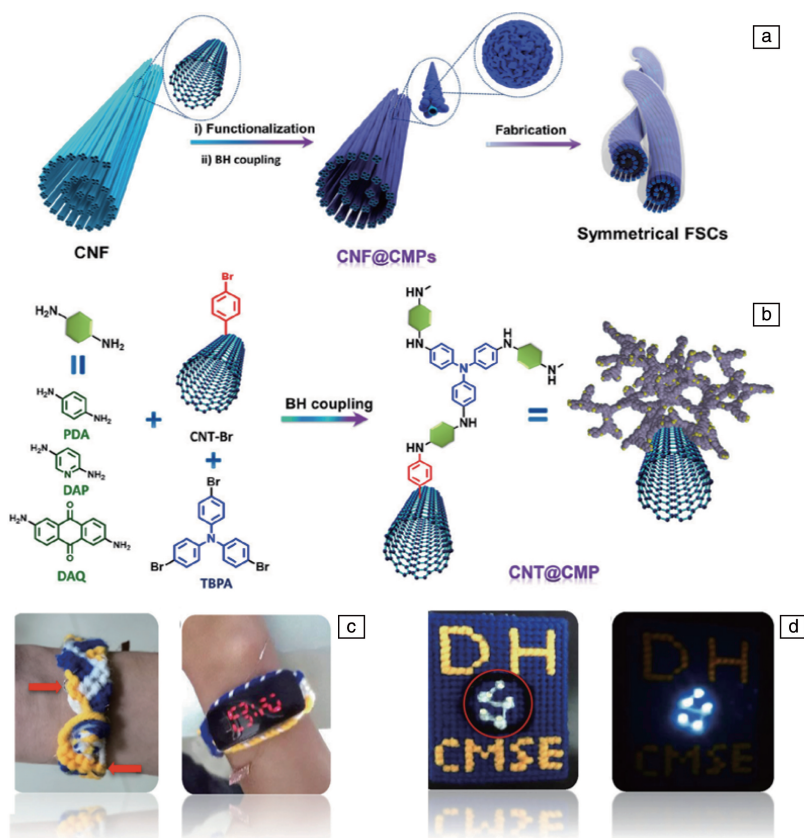 a
i) Functionalization
ii) BH coupling
Fabrication
CNF
CNF@CMPs
Symmetrical FSCs
b
H₂N
NH₂
PDA
H₂N
NH₂
DAP
H₂N
N
NH₂
DAQ
H₂N
O
O
NH₂
+
Br
CNT-Br
+
Br
N
Br
Br
TBPA
BH coupling
HN
HN
N
H
N
HN
NH
HN
=
CNT@CMP
c
d
DH
CMSE
DH
CMSE